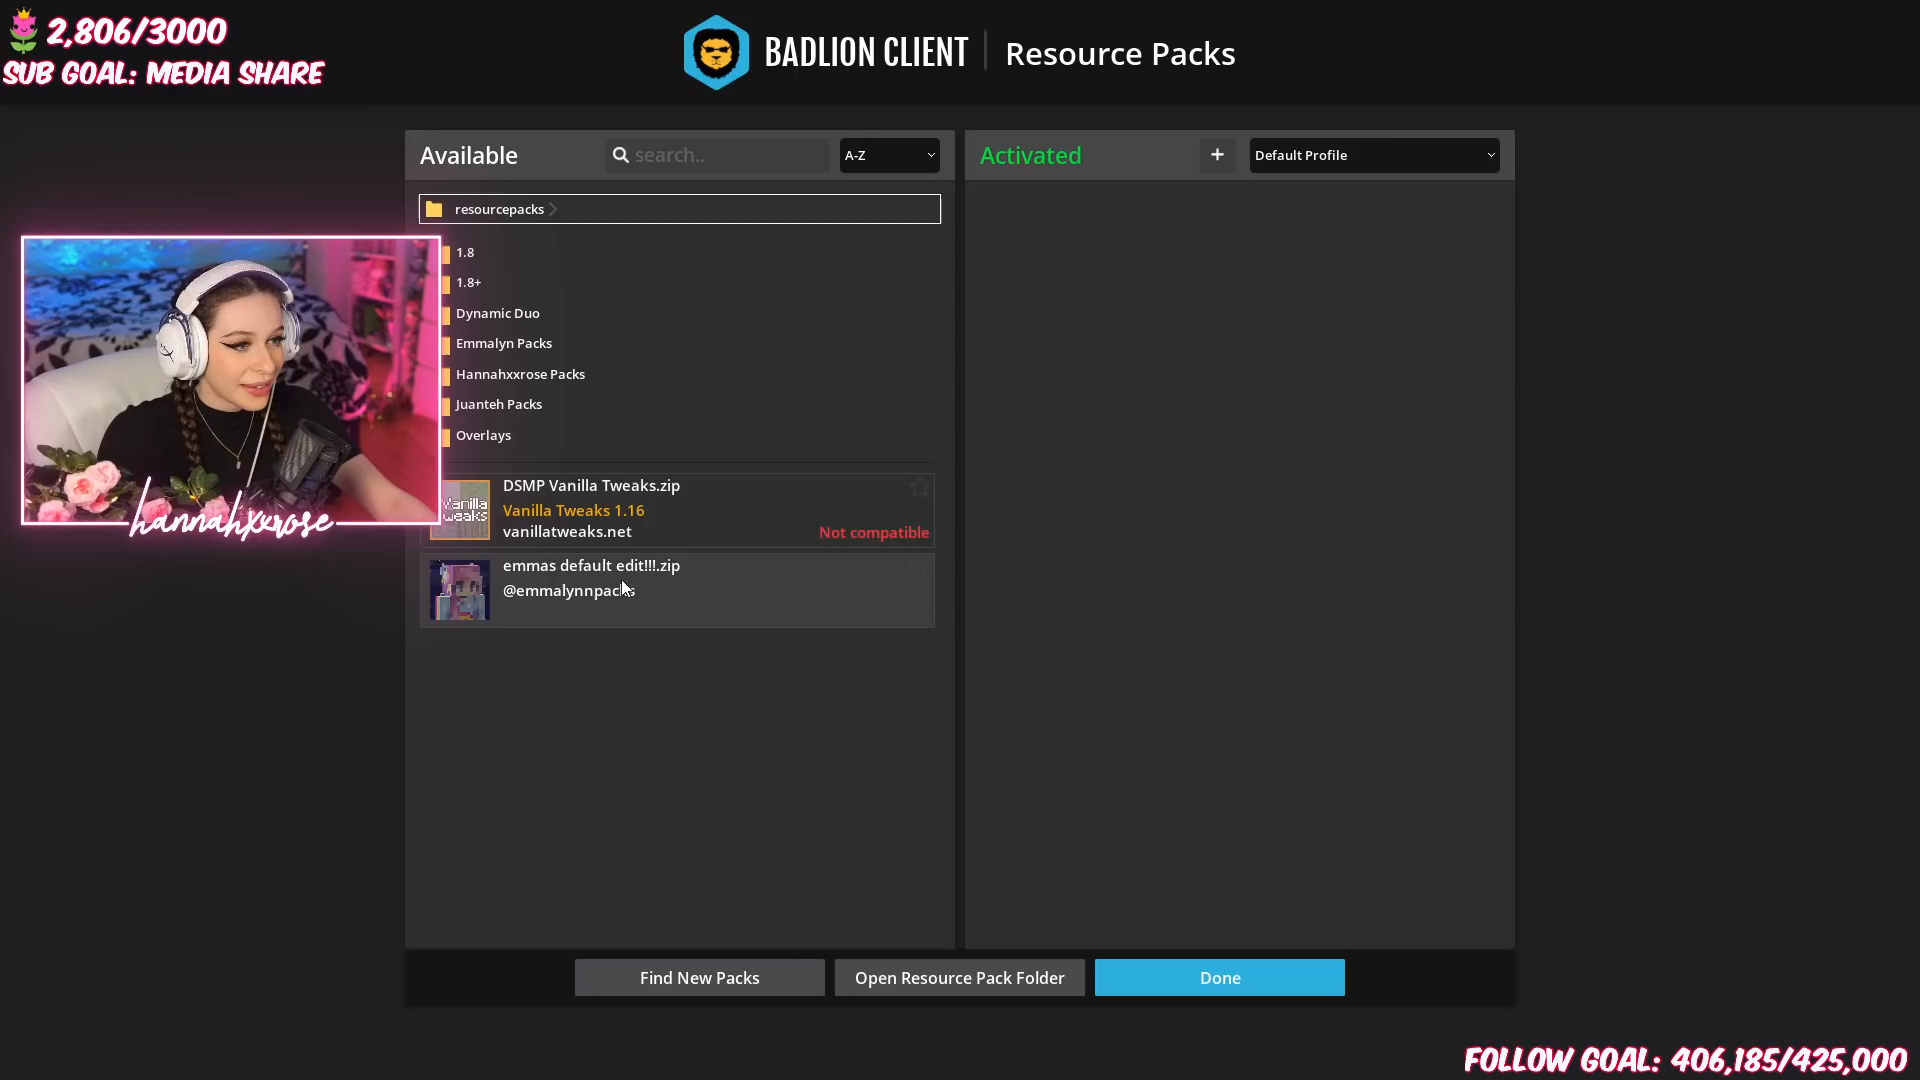 2,806/3000
SUB GOAL: MEDIA SHARE
BADLION CLIENT
Resource Packs
Available
search..
A-Z
Activated
+
Default Profile
resourcepacks
1.8
1.8+
Dynamic Duo
Emmalyn Packs
Hannahxxrose Packs
Juanteh Packs
Overlays
hannahxxrose
Vanilla
Tweaks
DSMP Vanilla Tweaks.zip
Vanilla Tweaks 1.16
vanillatweaks.net
Not compatible
emmas default edit!!!.zip
@emmalynnpacks
Find New Packs
Open Resource Pack Folder
Done
FOLLOW GOAL: 406,185/425,000